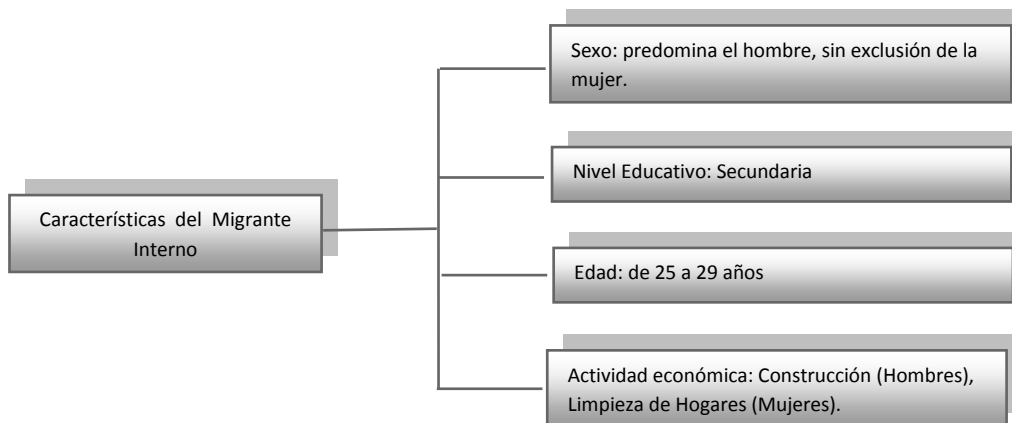 Sexo: predomina el hombre, sin exclusión de la
mujer.
Nivel Educativo: Secundaria
Características del Migrante
Interno
Edad: de 25 a 29 años
Actividad económica: Construcción (Hombres),
Limpieza de Hogares (Mujeres).